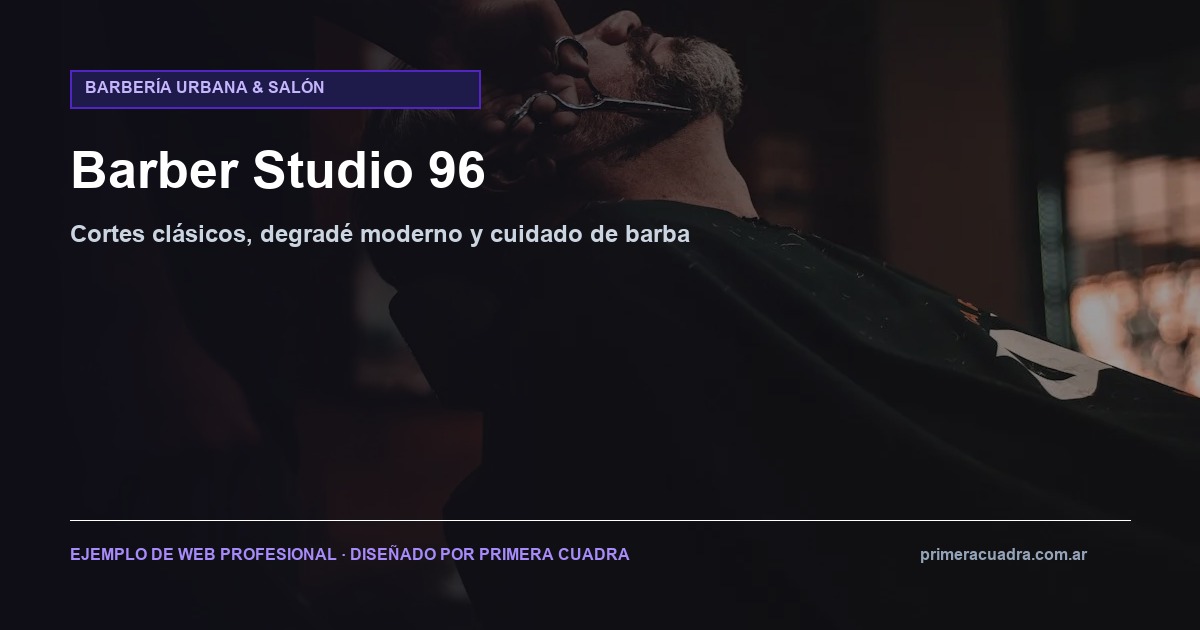 BARBERÍA URBANA & SALÓN
Barber Studio 96
Cortes clásicos, degradé moderno y cuidado de barba
EJEMPLO DE WEB PROFESIONAL · DISEÑADO POR PRIMERA CUADRA
primeracuadra.com.ar